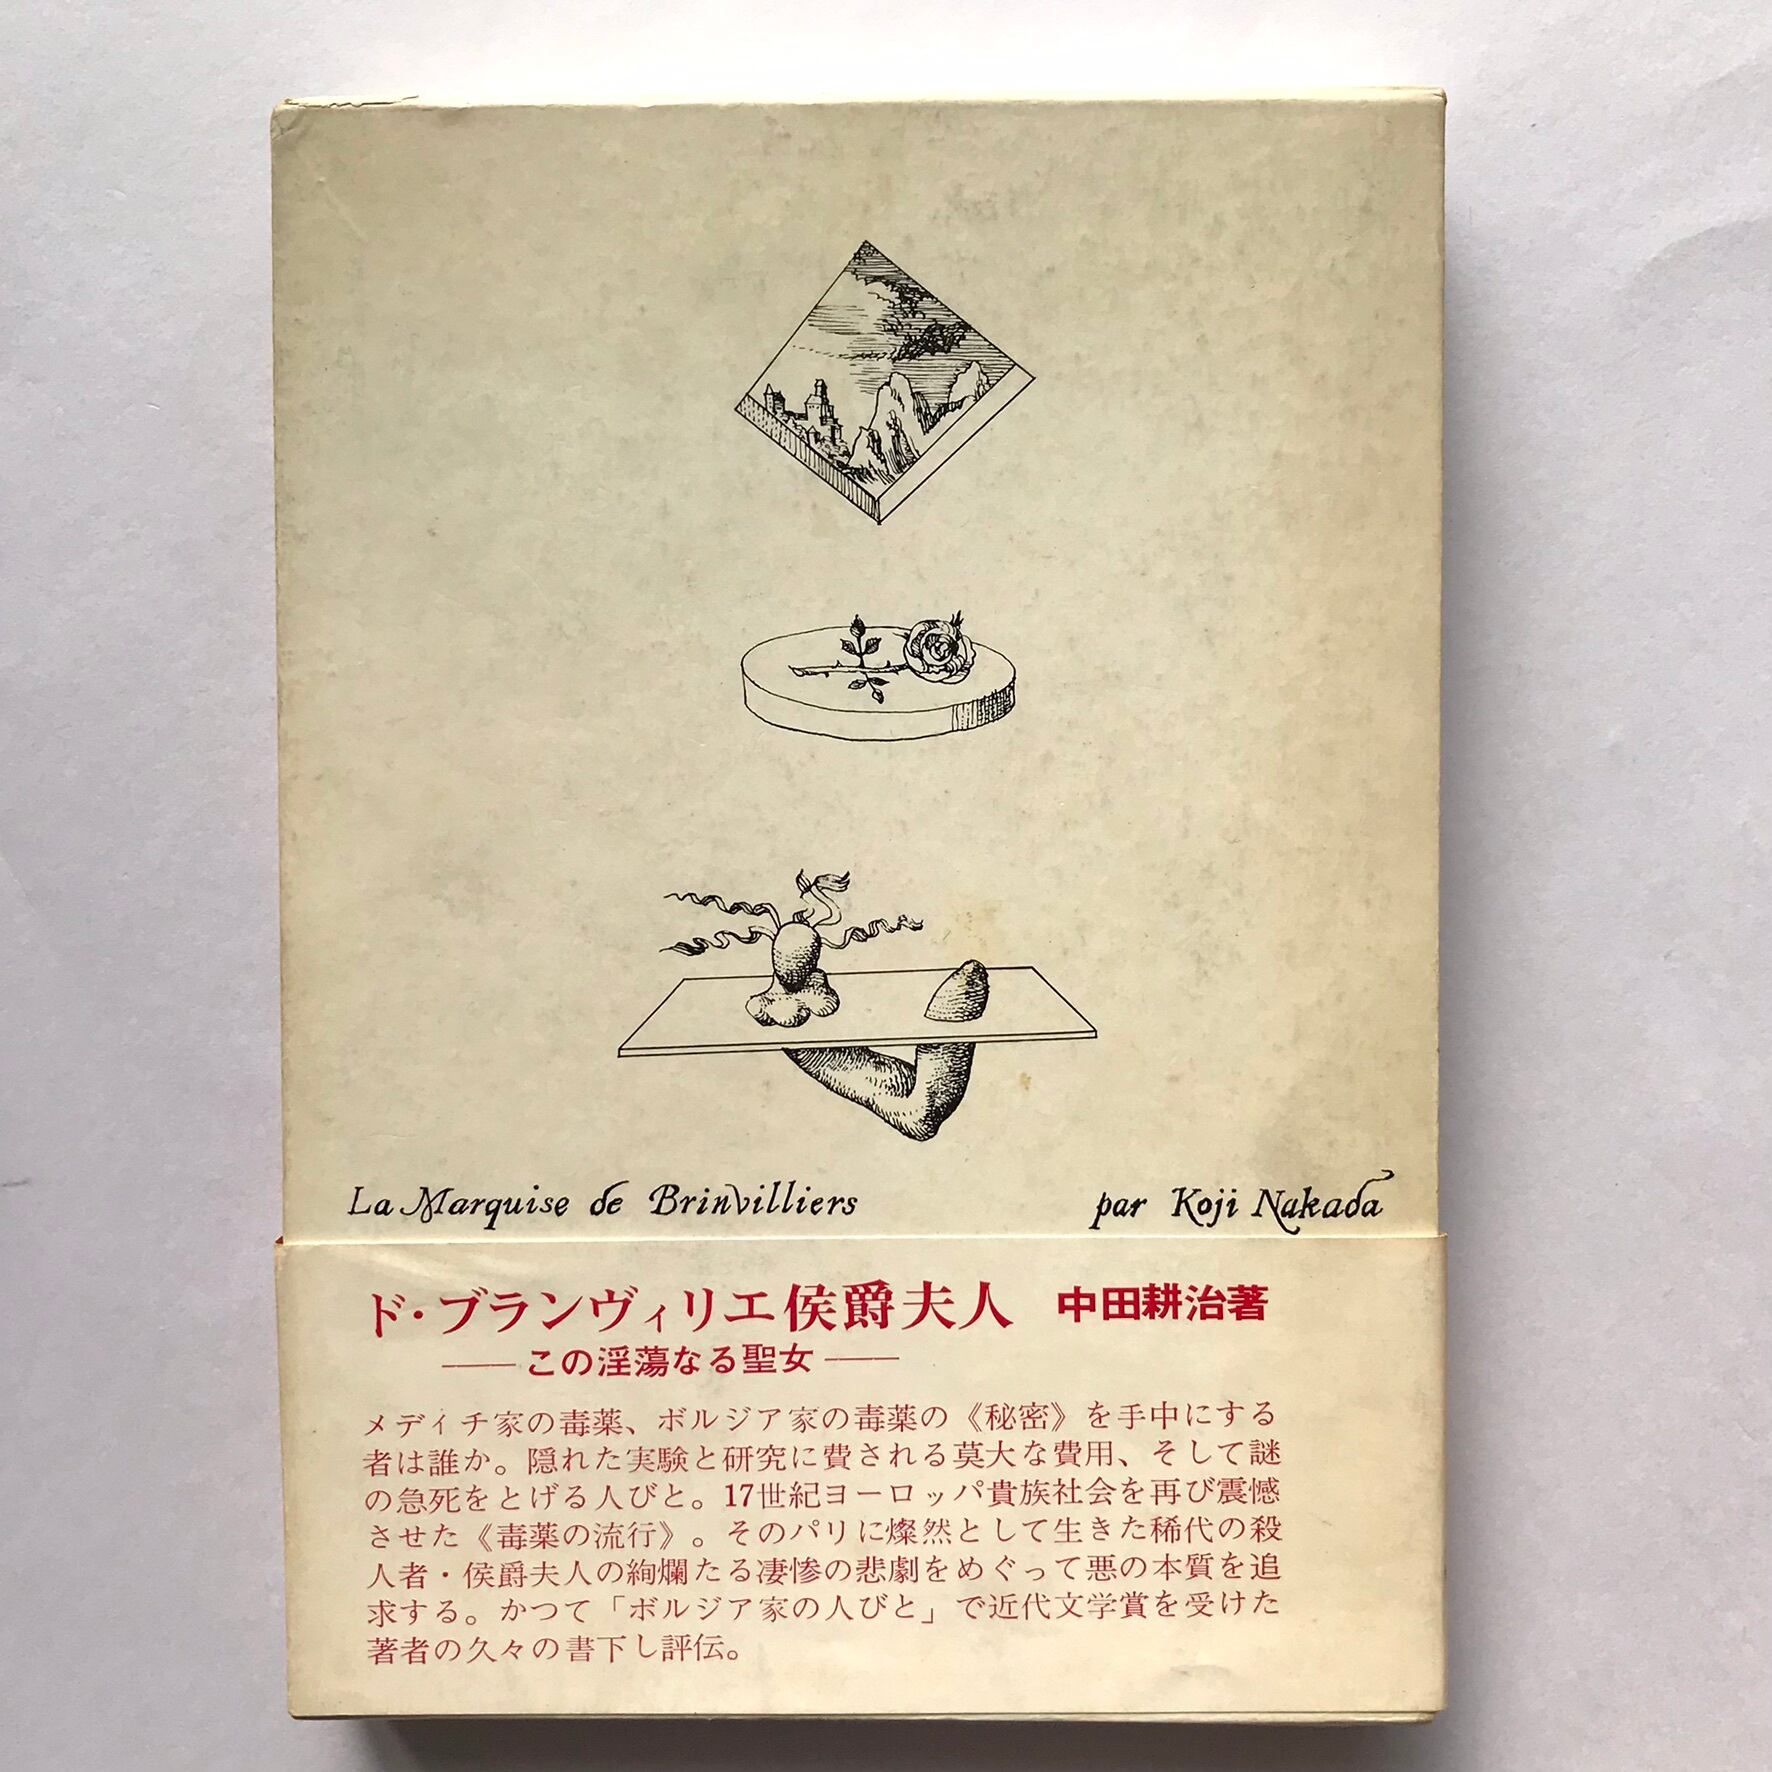 La Marquise de Brinvilliers par Koji Nakada
ド・ブランヴィリエ侯爵夫人 中田耕治著
──この淫蕩なる聖女──
メディチ家の毒薬、ボルジア家の毒薬の《秘密》を手中にする
者は誰か。隠れた実験と研究に費される莫大な費用、そして謎
の急死をとげる人びと。17世紀ヨーロッパ貴族社会を再び震憾
させた《毒薬の流行》。そのパリに燦然として生きた稀代の殺
人者・侯爵夫人の絢爛たる凄惨の悲劇をめぐって悪の本質を追
求する。かつて「ボルジア家の人びと」で近代文学賞を受けた
著者の久々の書下し評伝。